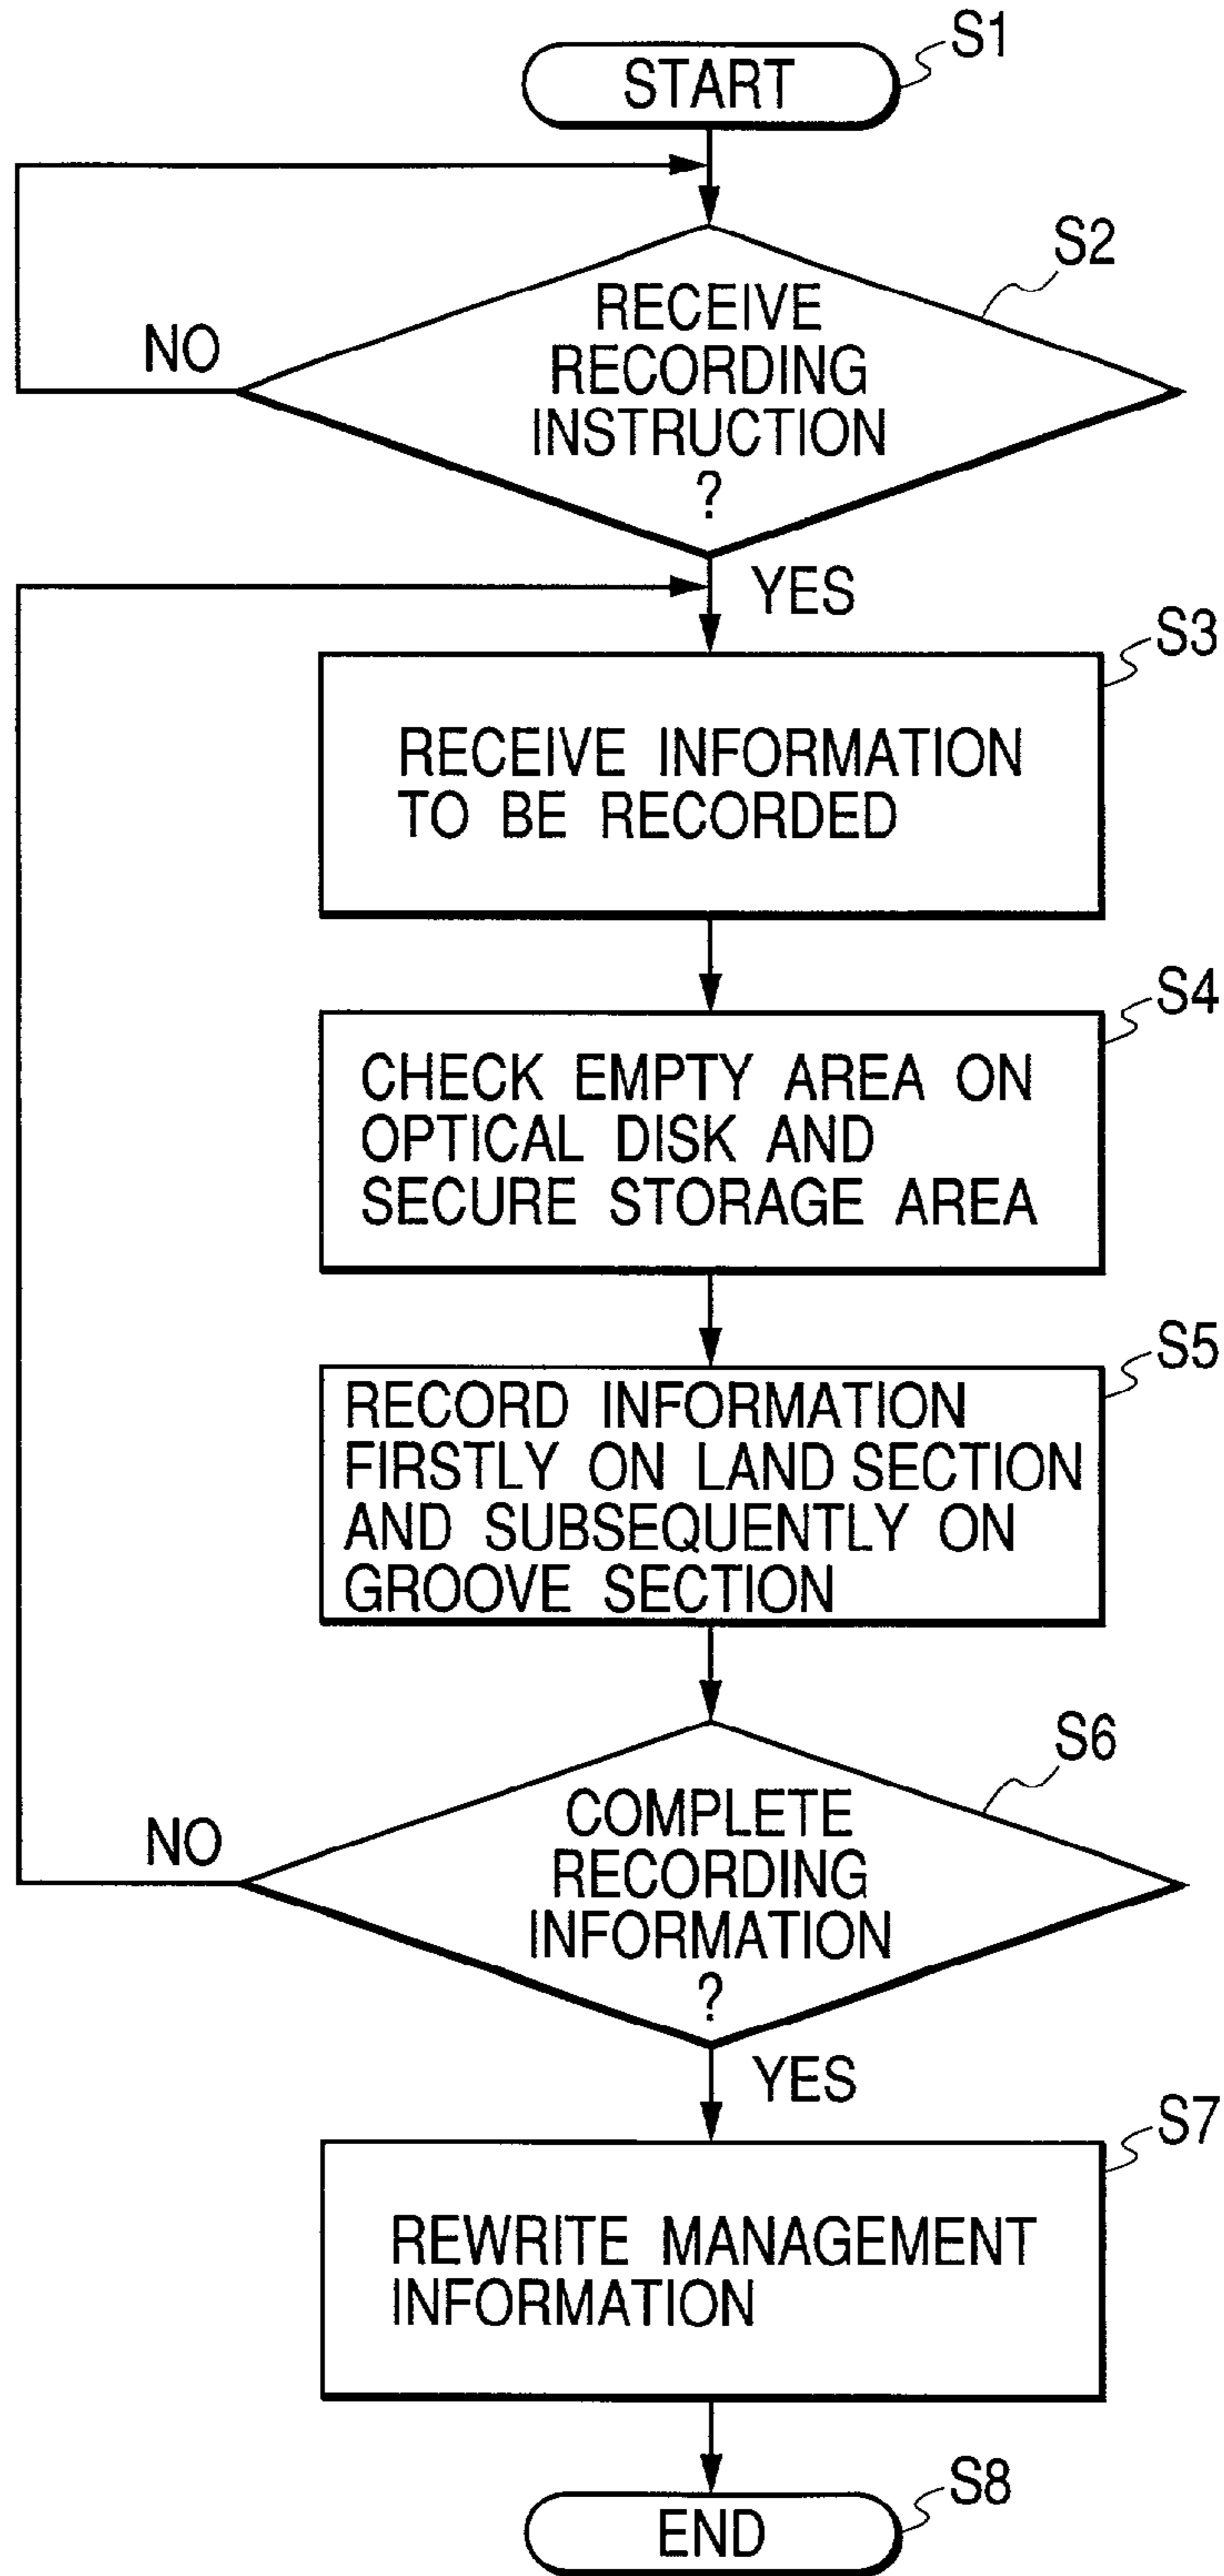 START
S1
RECEIVE
RECORDING
INSTRUCTION
?
S2
NO
YES
RECEIVE INFORMATION
TO BE RECORDED
S3
CHECK EMPTY AREA ON
OPTICAL DISK AND
SECURE STORAGE AREA
S4
RECORD INFORMATION
FIRSTLY ON LAND SECTION
AND SUBSEQUENTLY ON
GROOVE SECTION
S5
COMPLETE
RECORDING
INFORMATION
?
S6
NO
YES
REWRITE MANAGEMENT
INFORMATION
S7
END
S8